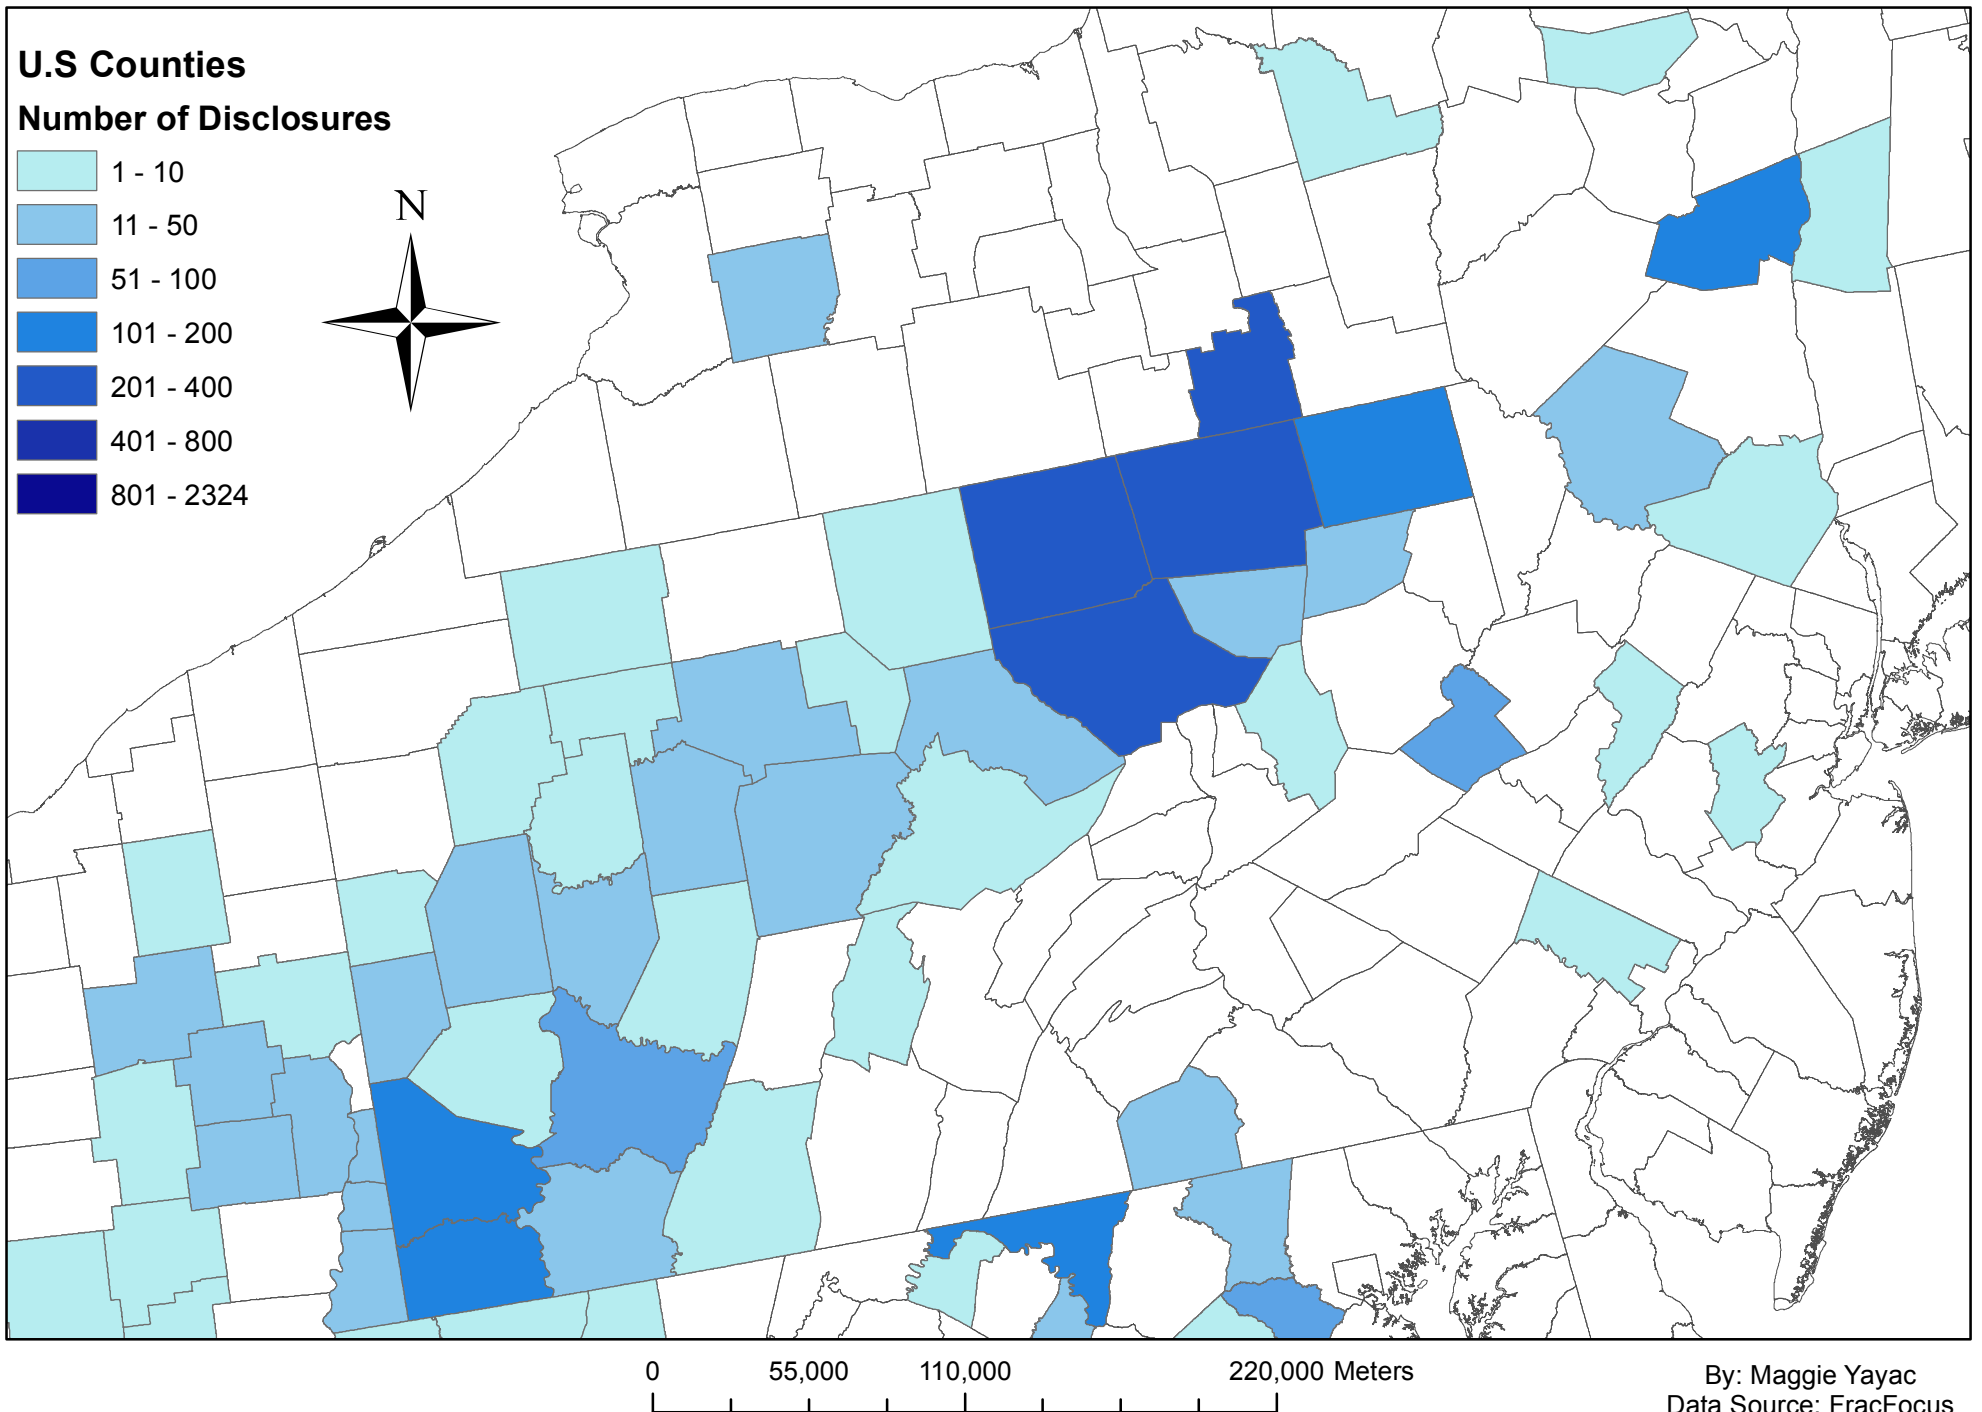 U.S Counties
Number of Disclosures
1 - 10
11 - 50
51 - 100
101 - 200
201 - 400
401 - 800
801 - 2324
N
0 55,000 110,000 220,000 Meters
By: Maggie Yayac
Data Source: FracFocus